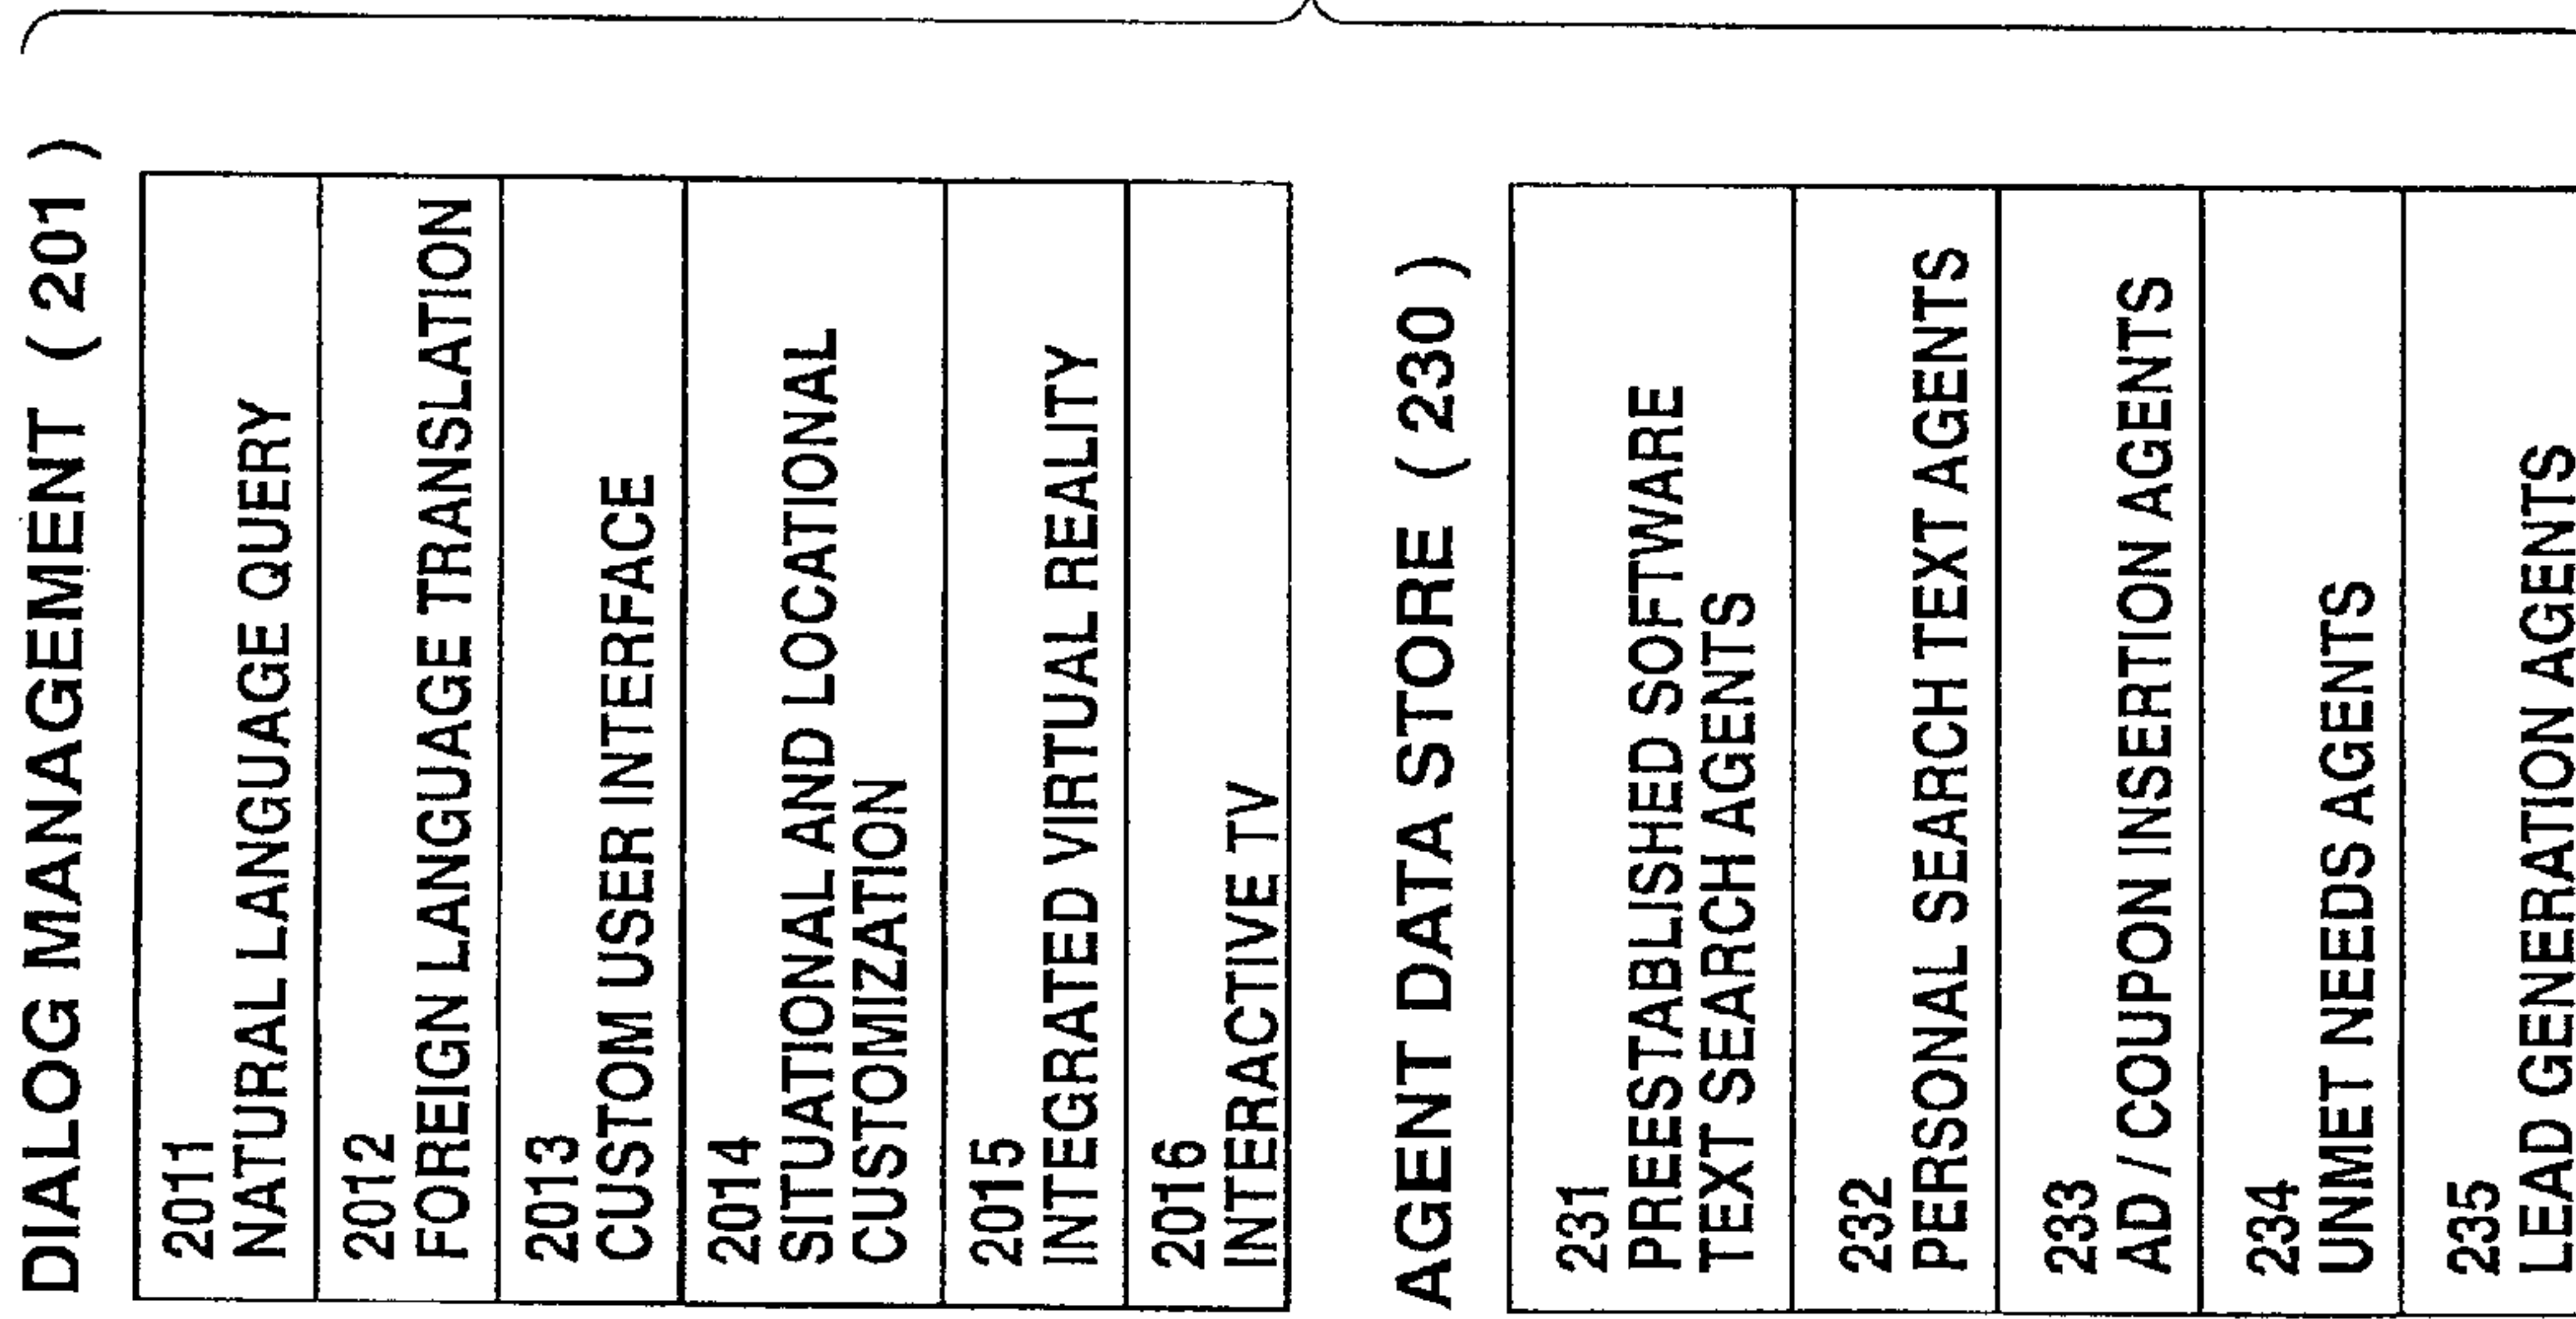 DIALOG MANAGEMENT ( 201 )
2011
NATURAL LANGUAGE QUERY
2012
FOREIGN LANGUAGE TRANSLATION
2013
CUSTOM USER INTERFACE
2014
SITUATIONAL AND LOCATIONAL
CUSTOMIZATION
2015
INTEGRATED VIRTUAL REALITY
2016
INTERACTIVE TV
AGENT DATA STORE ( 230 )
231
PREESTABLISHED SOFTWARE
TEXT SEARCH AGENTS
232
PERSONAL SEARCH TEXT AGENTS
233
AD / COUPON INSERTION AGENTS
234
UNMET NEEDS AGENTS
235
LEAD GENERATION AGENTS